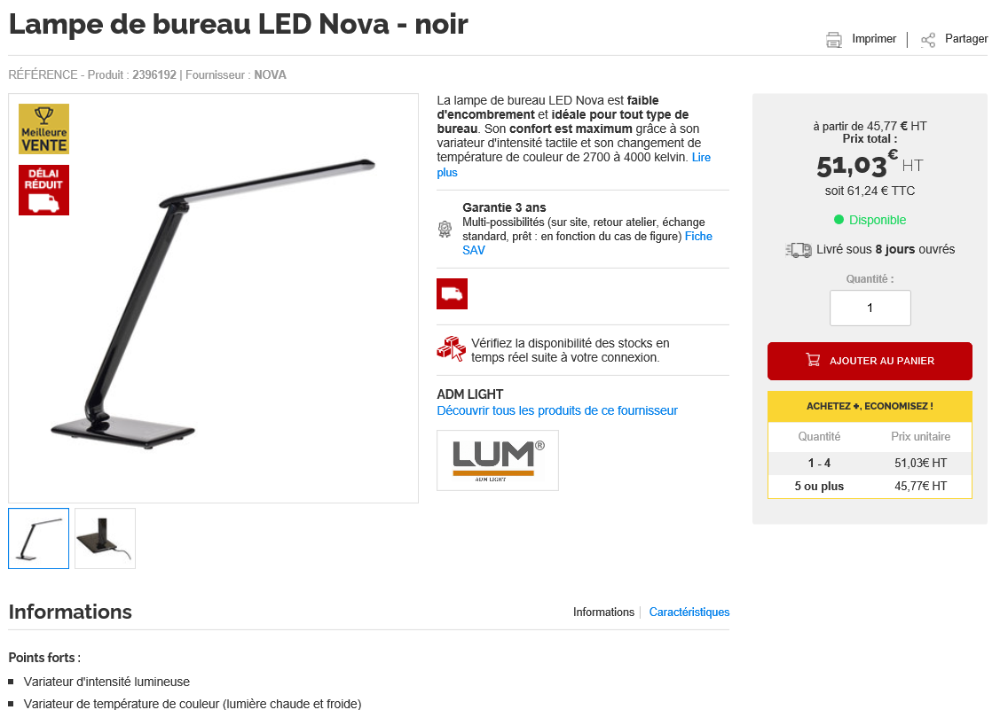 Lampe de bureau LED Nova - noir
Imprimer | Partager
RÉFÉRENCE - Produit : 2396192 | Fournisseur : NOVA
Meilleure
VENTE
DÉLAI
RÉDUIT
La lampe de bureau LED Nova est faible
d'encombrement et idéale pour tout type de
bureau. Son confort est maximum grâce à son
variateur d'intensité tactile et son changement de
température de couleur de 2700 à 4000 kelvin. Lire
plus
Garantie 3 ans
Multi-possibilités (sur site, retour atelier, échange
standard, prêt : en fonction du cas de figure) Fiche
SAV
Vérifiez la disponibilité des stocks en
temps réel suite à votre connexion.
ADM LIGHT
Découvrir tous les produits de ce fournisseur
LUM®
ADM LIGHT
à partir de 45,77 € HT
Prix total :
51,03€ HT
soit 61,24 € TTC
Disponible
Livré sous 8 jours ouvrés
Quantité :
1
AJOUTER AU PANIER
ACHETEZ +, ECONOMISEZ !
Quantité Prix unitaire
1 - 4 51,03€ HT
5 ou plus 45,77€ HT
Informations
Informations | Caractéristiques
Points forts :
Variateur d'intensité lumineuse
Variateur de température de couleur (lumière chaude et froide)